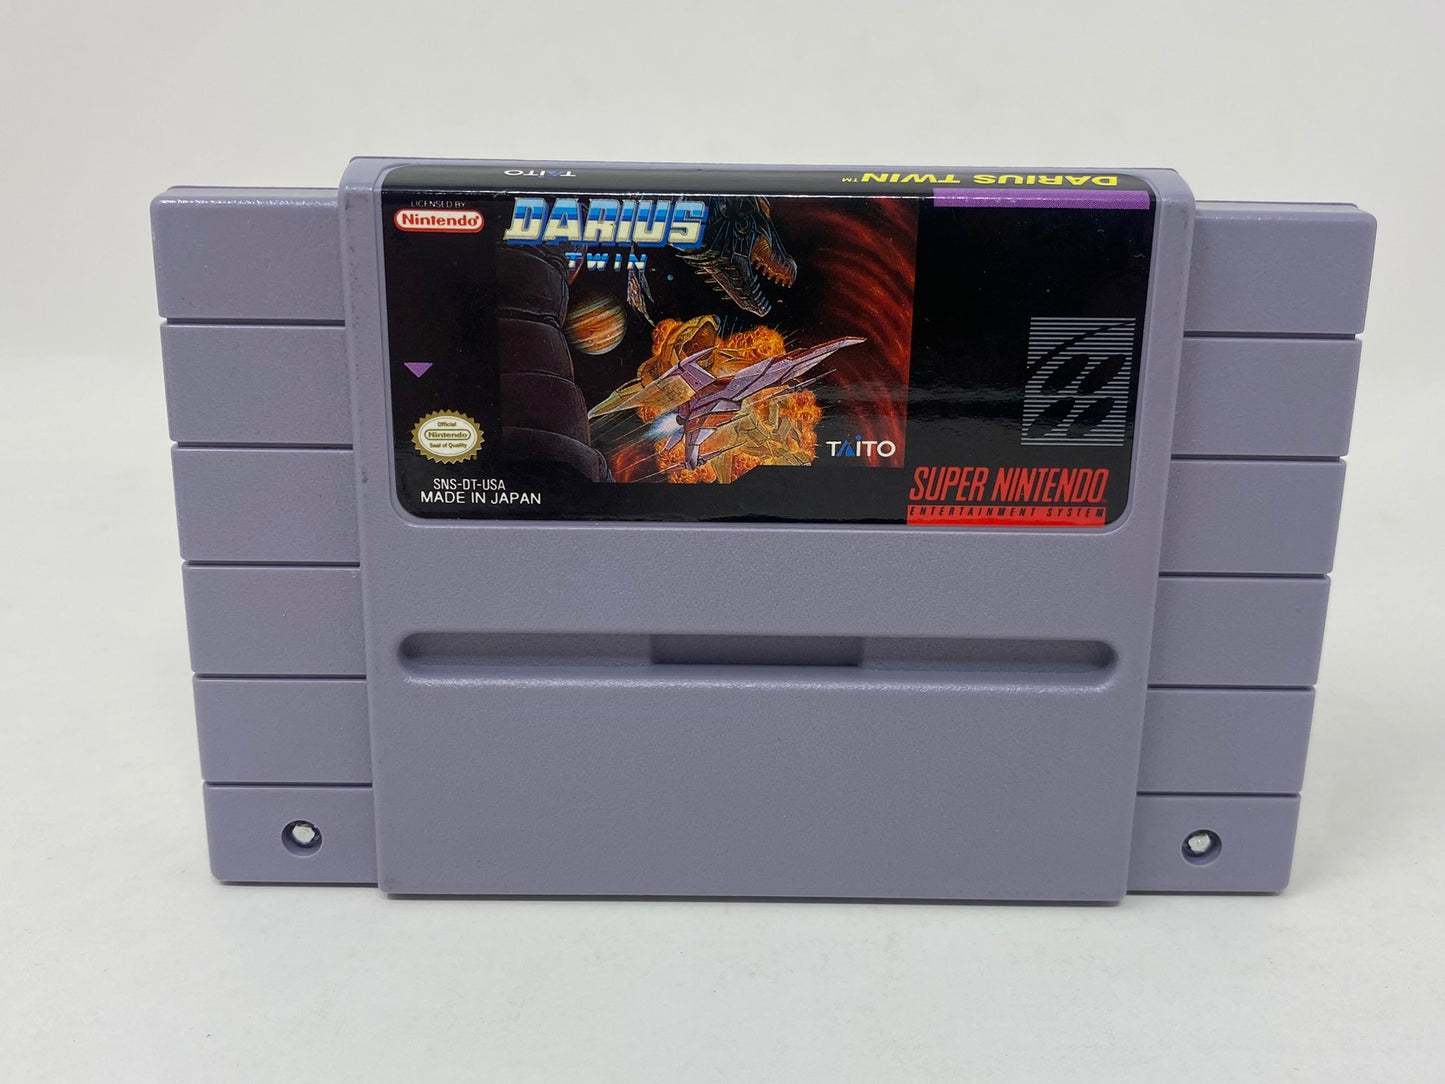 DARIUS TWIN™
TAITO
LICENSED BY
Nintendo®
DARIUS
TWIN™
Official
Nintendo
Seal of Quality
TAITO
SNS-DT-USA
MADE IN JAPAN
SUPER NINTENDO
ENTERTAINMENT SYSTEM